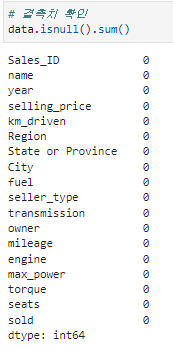 # 결측치 확인
data.isnull().sum()
Sales_ID 0
name 0
year 0
selling_price 0
km_driven 0
Region 0
State or Province 0
City 0
fuel 0
seller_type 0
transmission 0
owner 0
mileage 0
engine 0
max_power 0
torque 0
seats 0
sold 0
dtype: int64